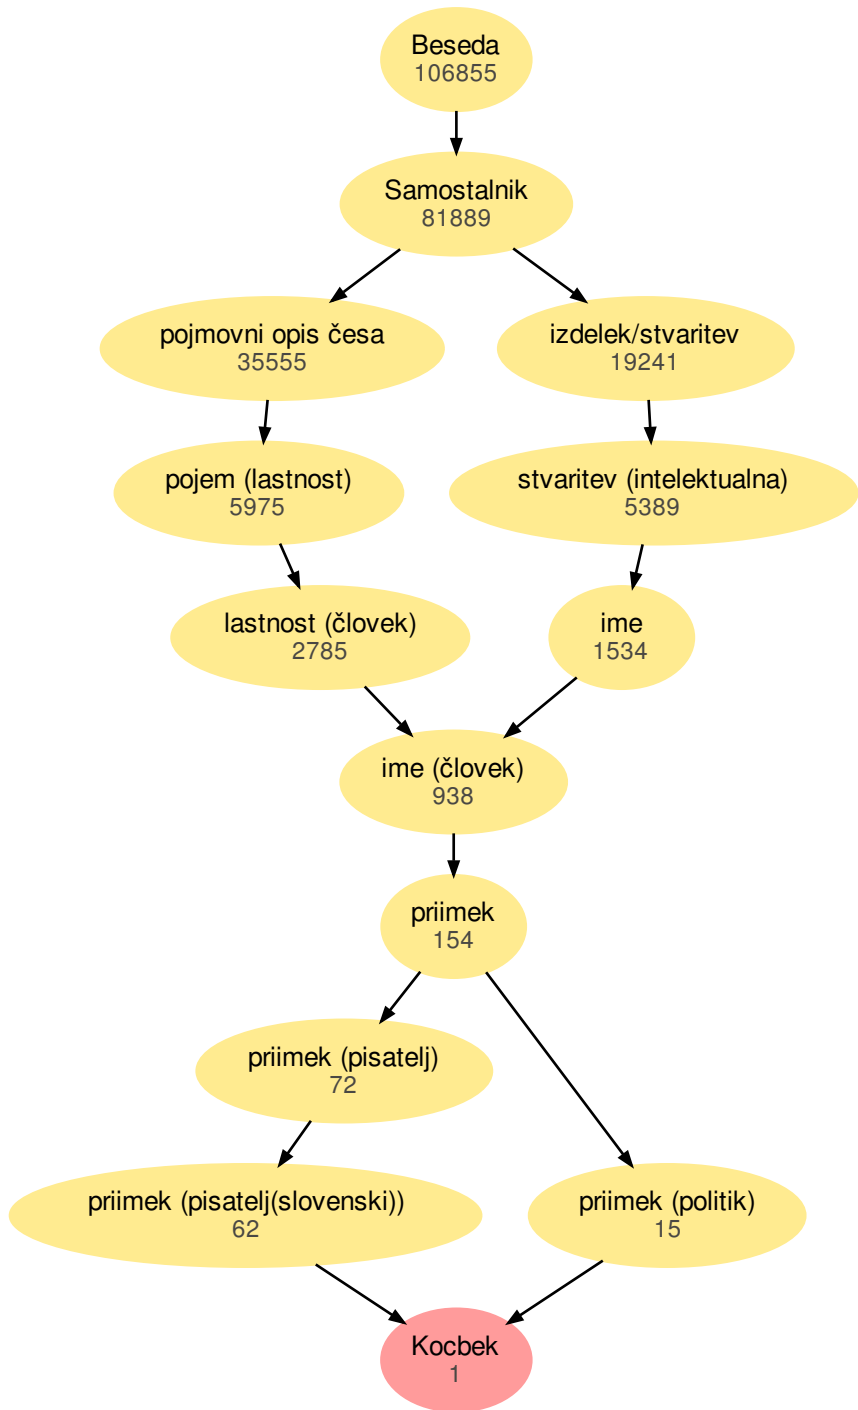 Beseda
106855
Samostalnik
81889
pojmovni opis česa
35555
izdelek/stvaritev
19241
pojem (lastnost)
5975
stvaritev (intelektualna)
5389
lastnost (človek)
2785
ime
1534
ime (človek)
938
priimek
154
priimek (pisatelj)
72
priimek (pisatelj(slovenski))
62
priimek (politik)
15
Kocbek
1